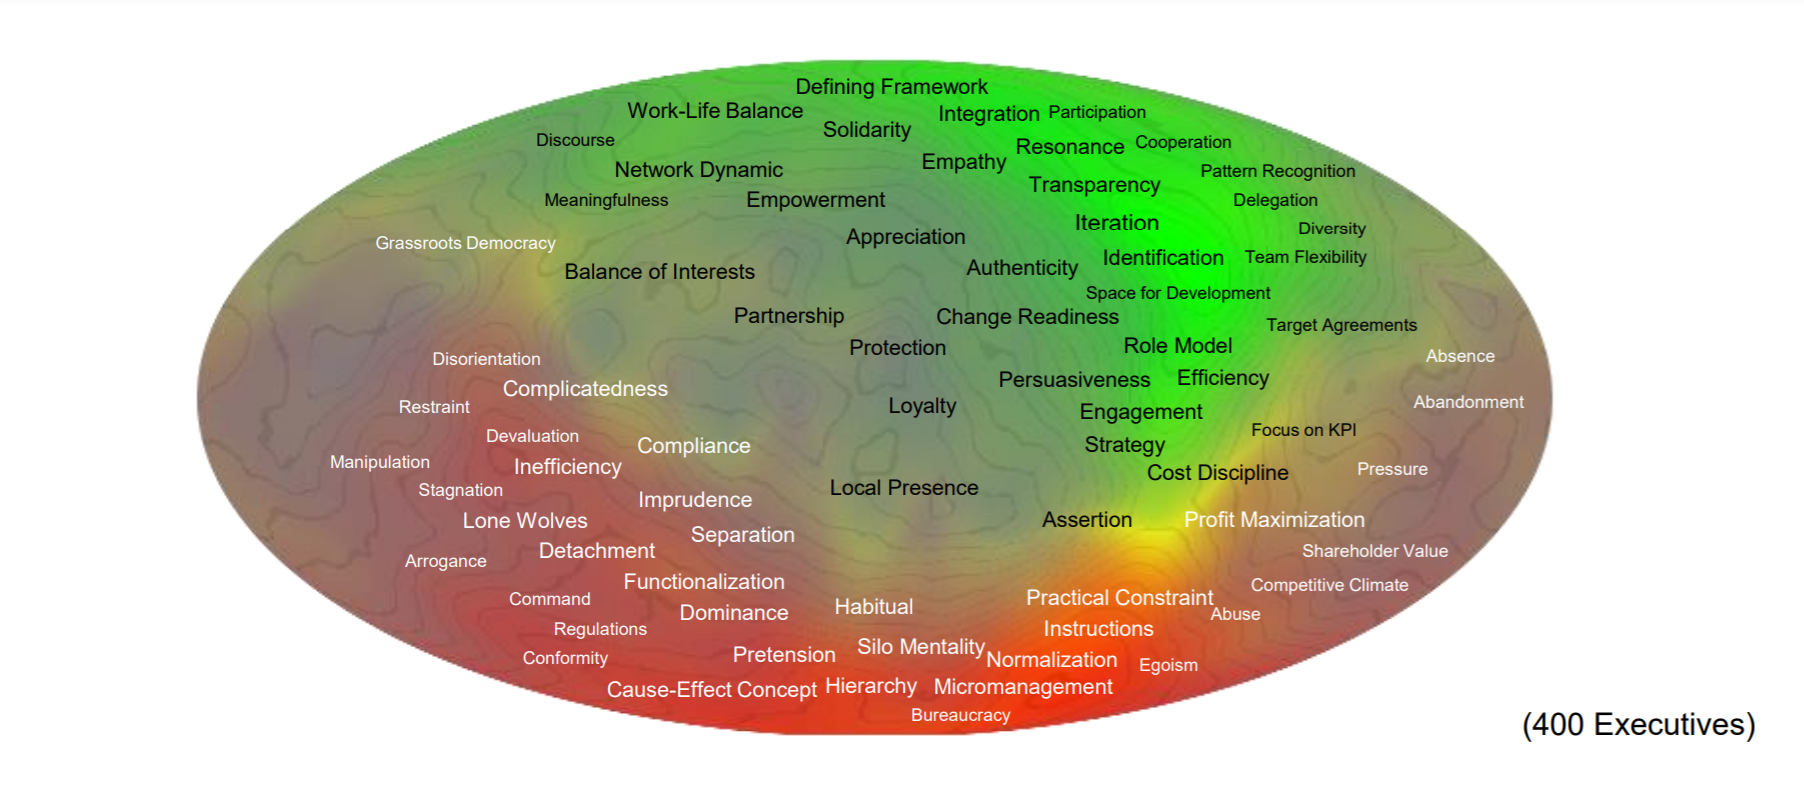 Defining Framework
Work-Life Balance
Integration
Participation
Solidarity
Discourse
Resonance
Cooperation
Empathy
Network Dynamic
Pattern Recognition
Transparency
Meaningfulness
Empowerment
Delegation
Iteration
Diversity
Appreciation
Grassroots Democracy
Identification
Team Flexibility
Balance of Interests
Authenticity
Space for Development
Partnership
Change Readiness
Target Agreements
Protection
Role Model
Absence
Disorientation
Persuasiveness
Efficiency
Complicatedness
Abandonment
Restraint
Loyalty
Engagement
Focus on KPI
Devaluation
Compliance
Strategy
Manipulation
Inefficiency
Cost Discipline
Pressure
Stagnation
Local Presence
Imprudence
Lone Wolves
Assertion
Profit Maximization
Separation
Detachment
Shareholder Value
Arrogance
Functionalization
Competitive Climate
Command
Practical Constraint
Dominance
Habitual
Abuse
Regulations
Instructions
Silo Mentality
Conformity
Pretension
Normalization
Egoism
Cause-Effect Concept
Hierarchy
Micromanagement
Bureaucracy
(400 Executives)